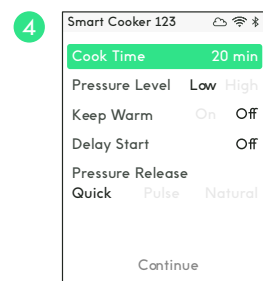 4
Smart Cooker 123
Cook Time 20 min
Pressure Level Low High
Keep Warm On Off
Delay Start Off
Pressure Release
Quick Pulse Natural
Continue